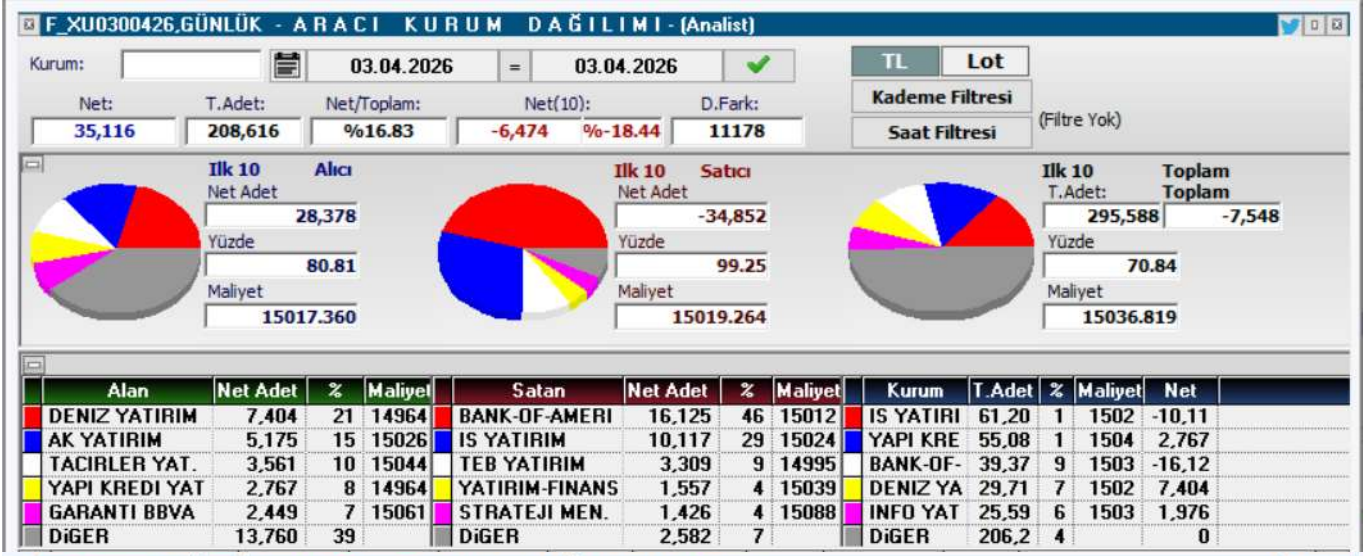 F_XU0300426,GÜNLÜK - ARACI KURUM DAĞILIMI - (Analist)
Kurum: 03.04.2026 = 03.04.2026 TL Lot
Net: T.Adet: Net/Toplam: Net(10): D.Fark: Kademe Filtresi
35,116 208,616 %16.83 -6,474 %-18.44 11178 Saat Filtresi (Filtre Yok)
Ilk 10 Alıcı Ilk 10 Satıcı Ilk 10 Toplam
Net Adet Net Adet T.Adet: Toplam
28,378 -34,852 295,588 -7,548
Yüzde Yüzde Yüzde
80.81 99.25 70.84
Maliyet Maliyet Maliyet
15017.360 15019.264 15036.819
Alan Net Adet % Maliyet Satan Net Adet % Maliyet Kurum T.Adet % Maliyet Net
DENIZ YATIRIM 7,404 21 14964 BANK-OF-AMERI 16,125 46 15012 IS YATIRI 61,20 1 1502 -10,11
AK YATIRIM 5,175 15 15026 IS YATIRIM 10,117 29 15024 YAPI KRE 55,08 1 1504 2,767
TACIRLER YAT. 3,561 10 15044 TEB YATIRIM 3,309 9 14995 BANK-OF- 39,37 9 1503 -16,12
YAPI KREDI YAT 2,767 8 14964 YATIRIM-FINANS 1,557 4 15039 DENIZ YA 29,71 7 1502 7,404
GARANTI BBVA 2,449 7 15061 STRATEJI MEN. 1,426 4 15088 INFO YAT 25,59 6 1503 1,976
DiGER 13,760 39 DiGER 2,582 7 DiGER 206,2 4 0